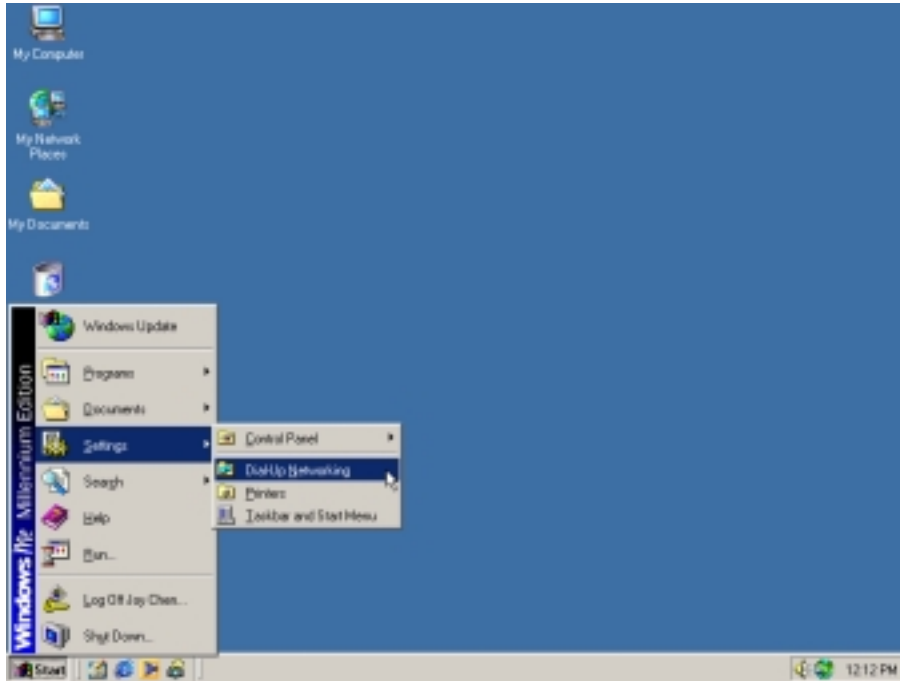 My Computer
My Network
Places
My Documents
Windows Update
Programs
Documents
Settings
Search
Help
Run...
Log Off Jay Chen...
Shut Down...
Windows Me Millennium Edition
Control Panel
Dial-Up Networking
Printers
Taskbar and Start Menu
Start
12:12 PM